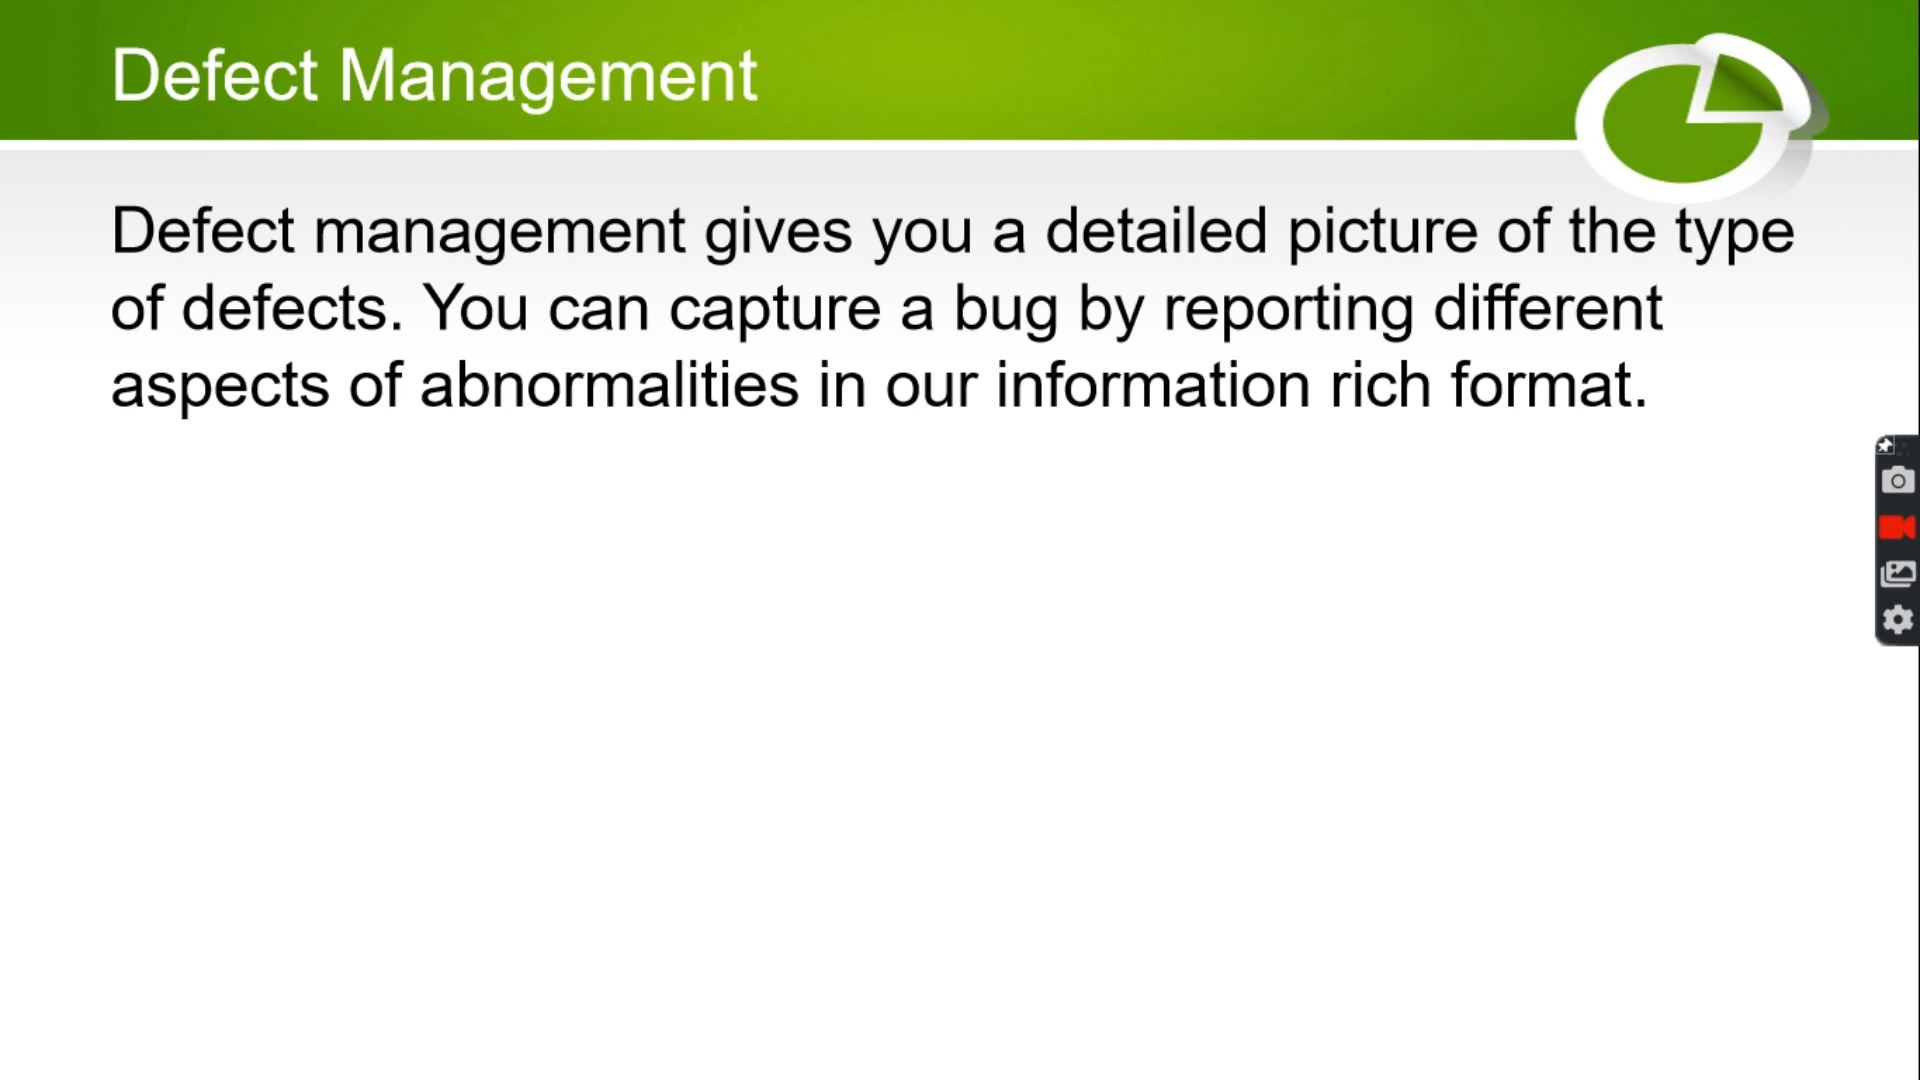 Defect Management
Defect management gives you a detailed picture of the type
of defects. You can capture a bug by reporting different
aspects of abnormalities in our information rich format.